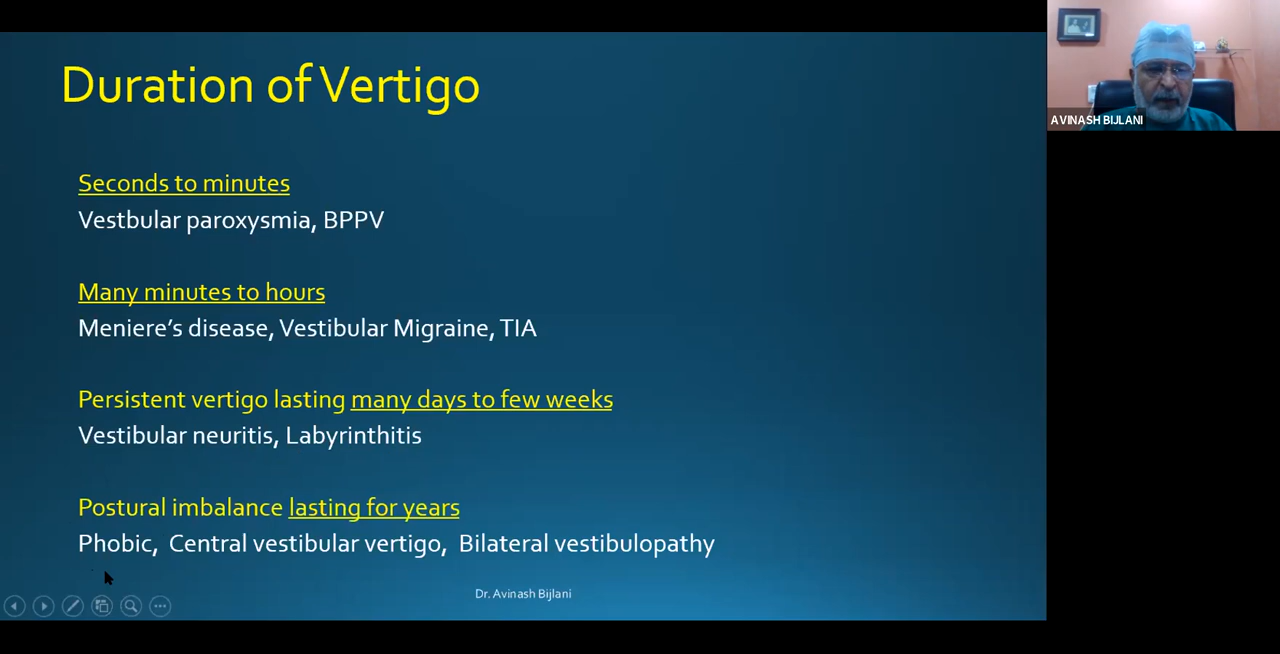 Duration of Vertigo
Seconds to minutes
Vestbular paroxysmia, BPPV
Many minutes to hours
Meniere’s disease, Vestibular Migraine, TIA
Persistent vertigo lasting many days to few weeks
Vestibular neuritis, Labyrinthitis
Postural imbalance lasting for years
Phobic, Central vestibular vertigo, Bilateral vestibulopathy
Dr. Avinash Bijlani
AVINASH BIJLANI